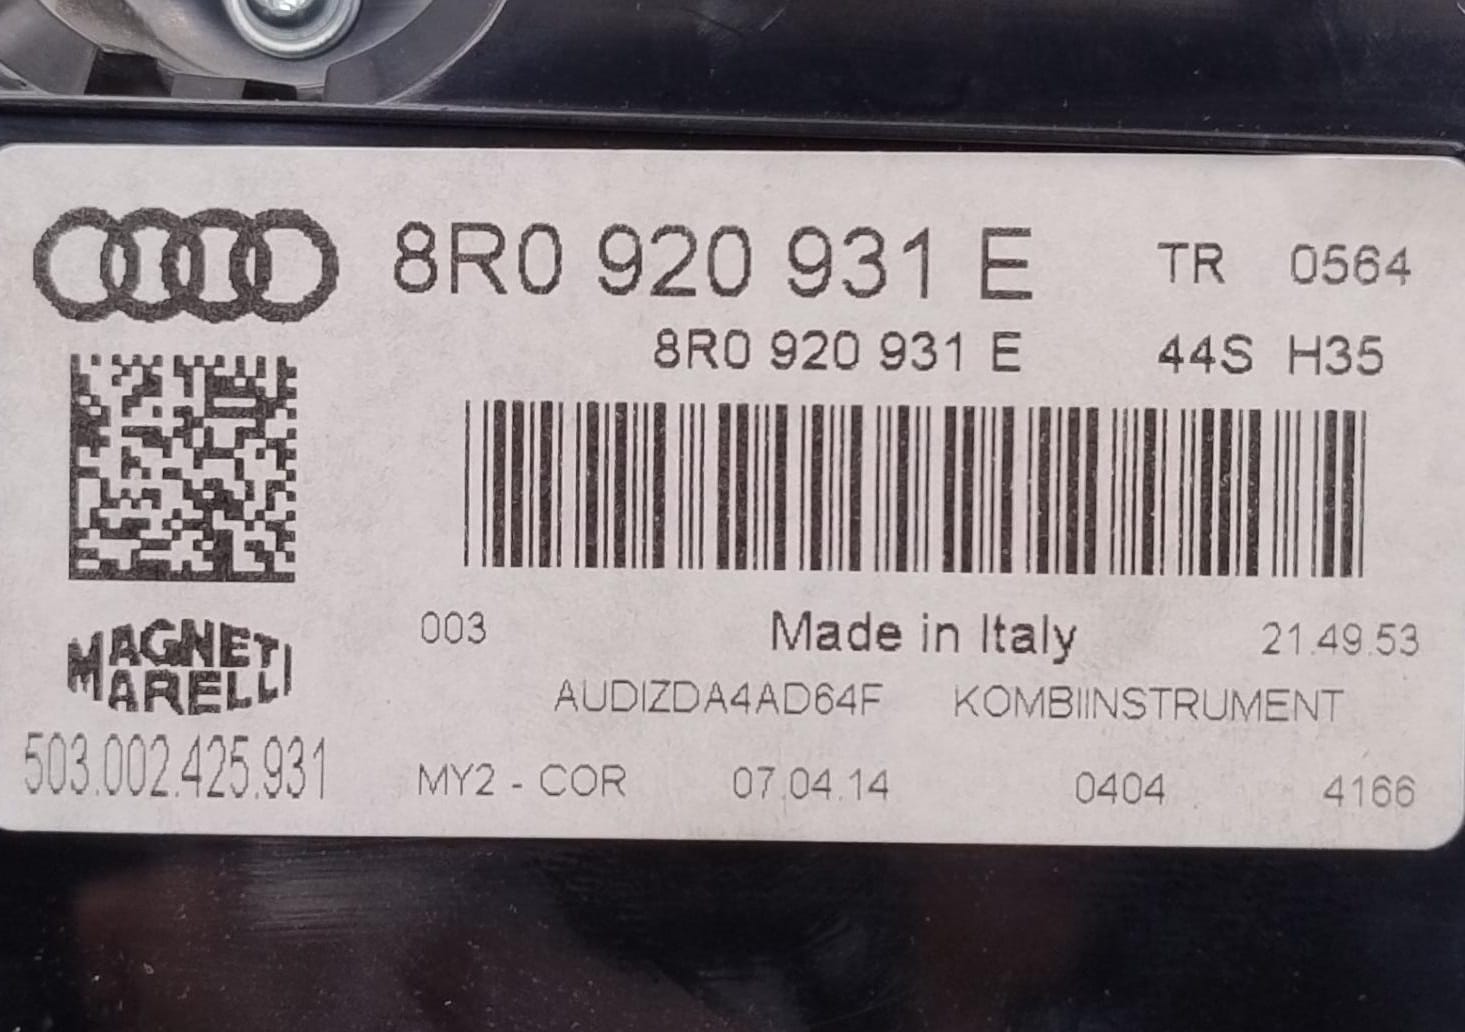 8R0 920 931 E TR 0564
8R0 920 931 E 44S H35
003 Made in Italy 21.49.53
MAGNETI
MARELLI
AUDIZDA4AD64F KOMBIINSTRUMENT
503.002.425.931 MY2 - COR 07.04.14 0404 4166